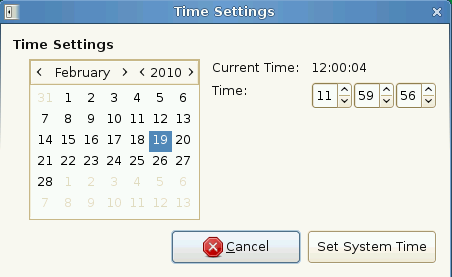 Time Settings
Time Settings
< February > < 2010 >
Current Time: 12:00:04
Time: 11 59 56
31 1 2 3 4 5 6
7 8 9 10 11 12 13
14 15 16 17 18 19 20
21 22 23 24 25 26 27
28 1 2 3 4 5 6
7 8 9 10 11 12 13
Cancel
Set System Time